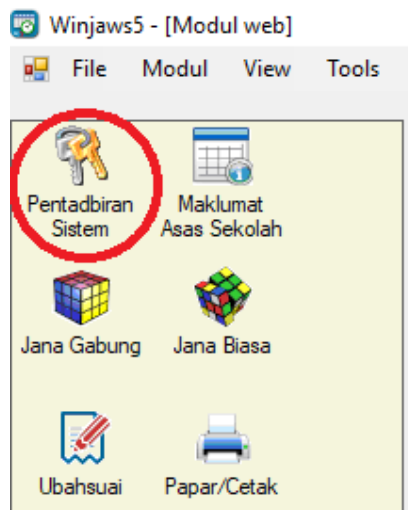 Winjaws5 - [Modul web]
File Modul View Tools
Pentadbiran Sistem
Maklumat Asas Sekolah
Jana Gabung
Jana Biasa
Ubahsuai
Papar/Cetak